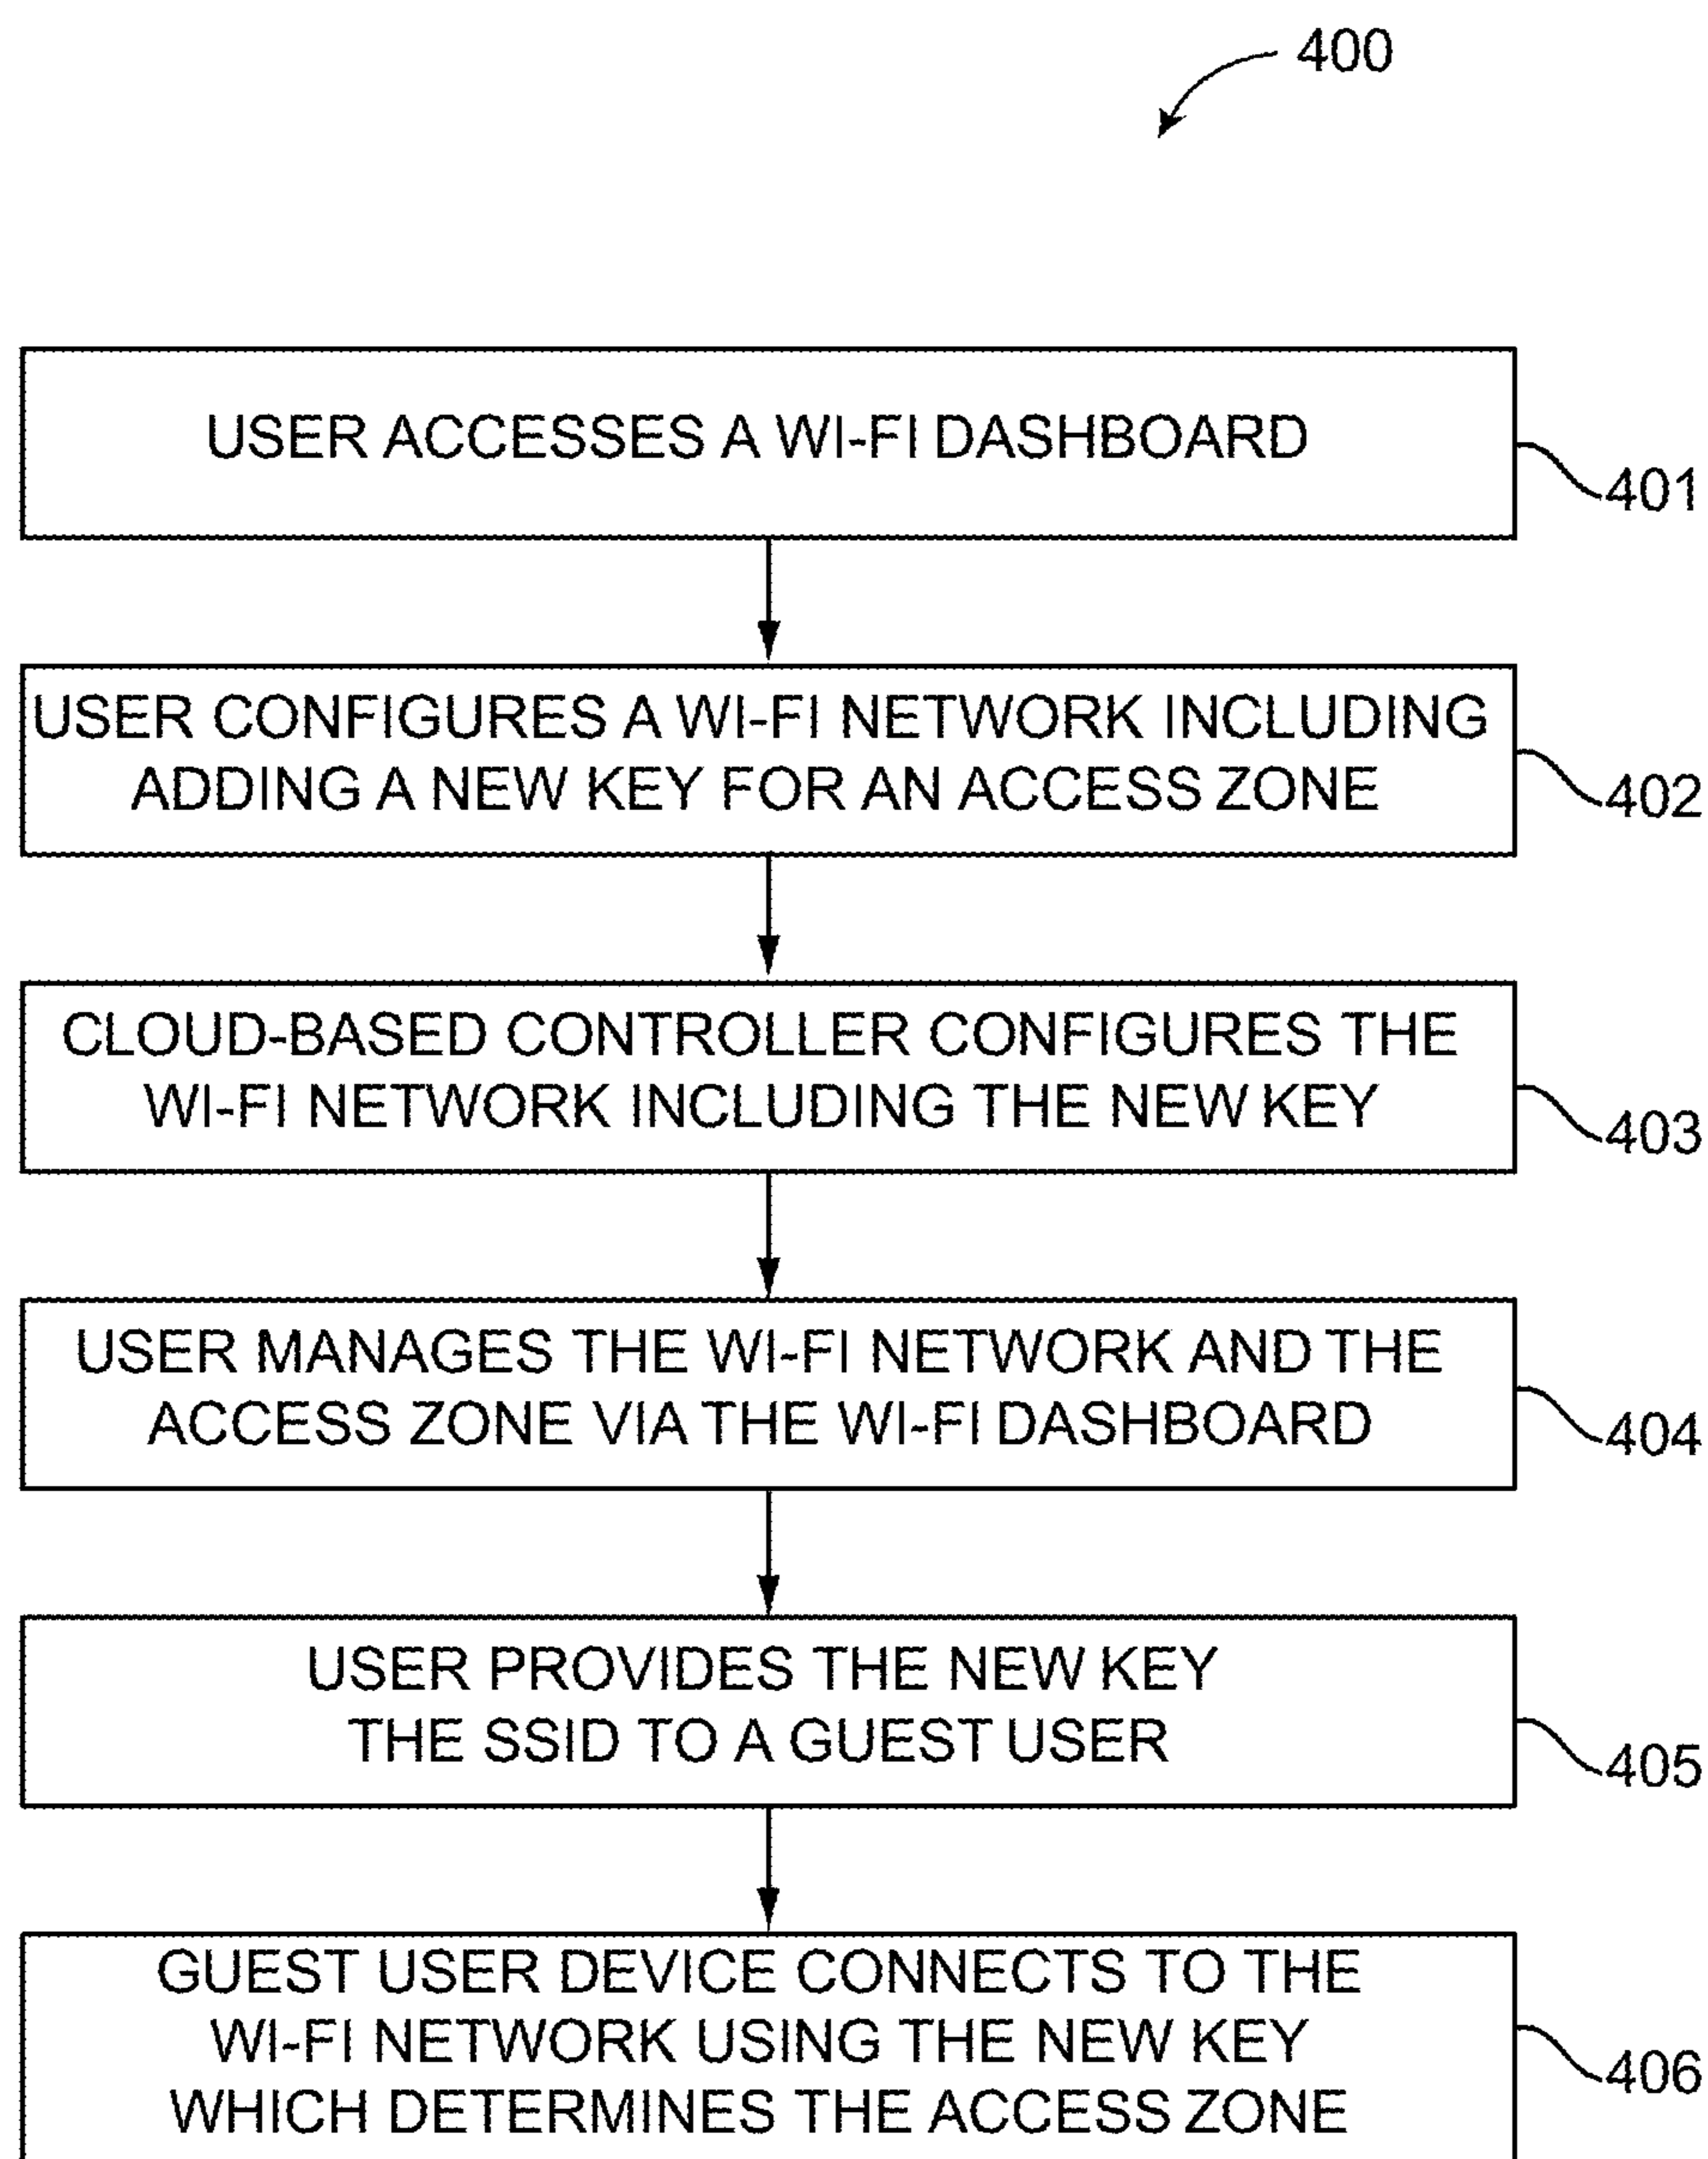 400
USER ACCESSES A WI-FI DASHBOARD
401
USER CONFIGURES A WI-FI NETWORK INCLUDING
ADDING A NEW KEY FOR AN ACCESS ZONE
402
CLOUD-BASED CONTROLLER CONFIGURES THE
WI-FI NETWORK INCLUDING THE NEW KEY
403
USER MANAGES THE WI-FI NETWORK AND THE
ACCESS ZONE VIA THE WI-FI DASHBOARD
404
USER PROVIDES THE NEW KEY
THE SSID TO A GUEST USER
405
GUEST USER DEVICE CONNECTS TO THE
WI-FI NETWORK USING THE NEW KEY
WHICH DETERMINES THE ACCESS ZONE
406